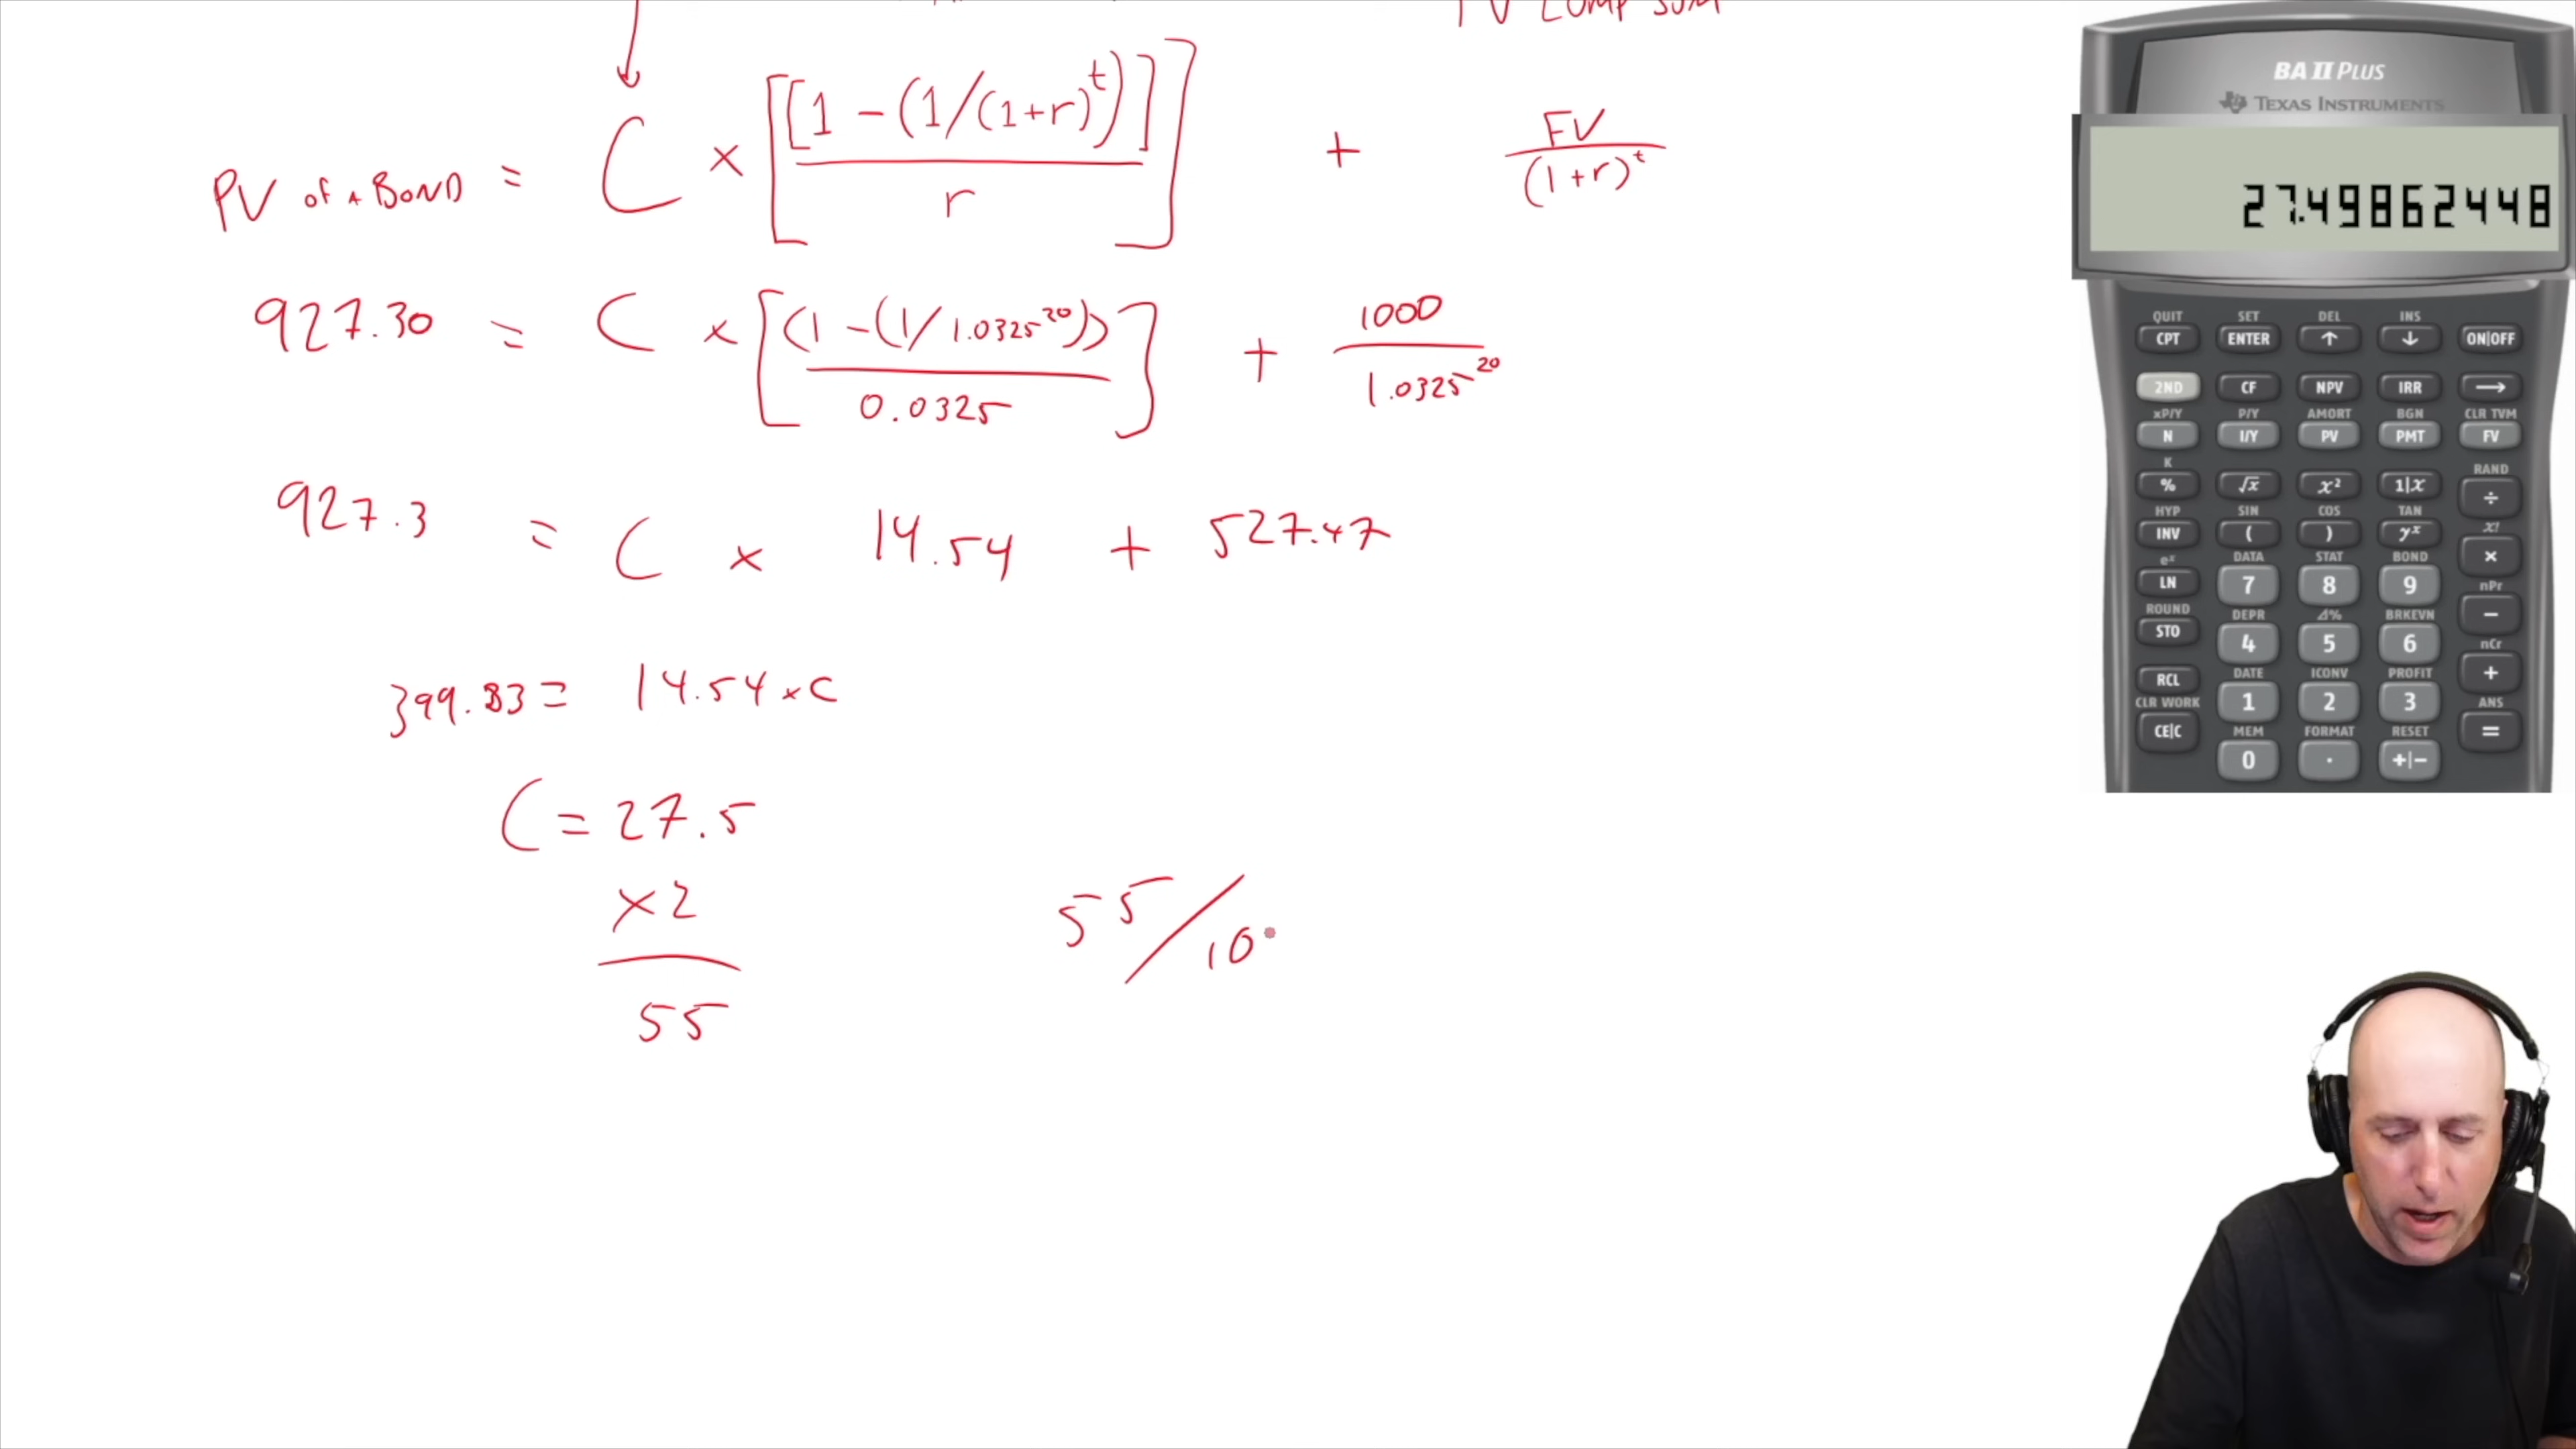 PV LUMP SUM
PV of a BOND = C × [[1 - (1/(1+r)^t)] / r] + FV / (1+r)^t
927.30 = C × [(1 - (1/1.0325^20)) / 0.0325] + 1000 / 1.0325^20
927.3 = C × 14.54 + 527.47
399.83 = 14.54 × C
C = 27.5
×2
55
55/10
BA II PLUS
TEXAS INSTRUMENTS
27.49862448
QUIT SET DEL INS
CPT ENTER ↑ ↓ ON|OFF
2ND CF NPV IRR →
xP/Y P/Y AMORT BGN CLR TVM
N I/Y PV PMT FV
K RAND
% √x x² 1|x ÷
HYP SIN COS TAN x!
INV ( ) yˣ ×
eˣ DATA STAT BOND nPr
LN 7 8 9 −
ROUND DEPR Δ% BRKEVN nCr
STO 4 5 6 +
DATE ICONV PROFIT
RCL 1 2 3
CLR WORK ANS
CE|C =
MEM FORMAT RESET
0 . +|−